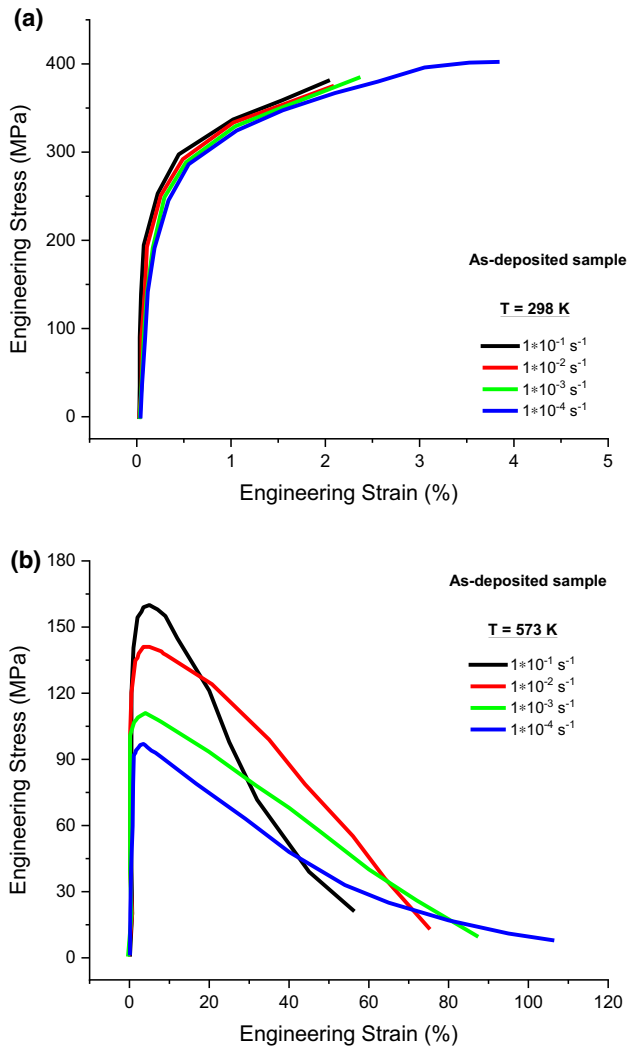 (a)
400
300
200
100
0
Engineering Stress (MPa)
As-deposited sample
T = 298 K
1*10⁻¹ s⁻¹
1*10⁻² s⁻¹
1*10⁻³ s⁻¹
1*10⁻⁴ s⁻¹
0 1 2 3 4 5
Engineering Strain (%)
(b)
180
150
120
90
60
30
0
Engineering Stress (MPa)
As-deposited sample
T = 573 K
1*10⁻¹ s⁻¹
1*10⁻² s⁻¹
1*10⁻³ s⁻¹
1*10⁻⁴ s⁻¹
0 20 40 60 80 100 120
Engineering Strain (%)